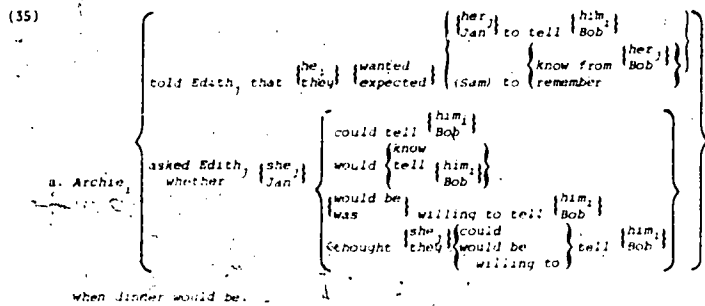 (35)
{her_j
Jan} to tell {him_i
Bob}
told Edith_j that {he_i
they} {wanted
expected} (Sam) to {know from {her_j
Bob}
remember}
could tell {him_i
Bob}
a. Archie_i asked Edith_j whether {she_j
Jan} would {know
tell {him_i
Bob}}
{would be
was} willing to tell {him_i
Bob}
thought {she_j
they} {could
would be
willing to} tell {him_i
Bob}
when dinner would be.